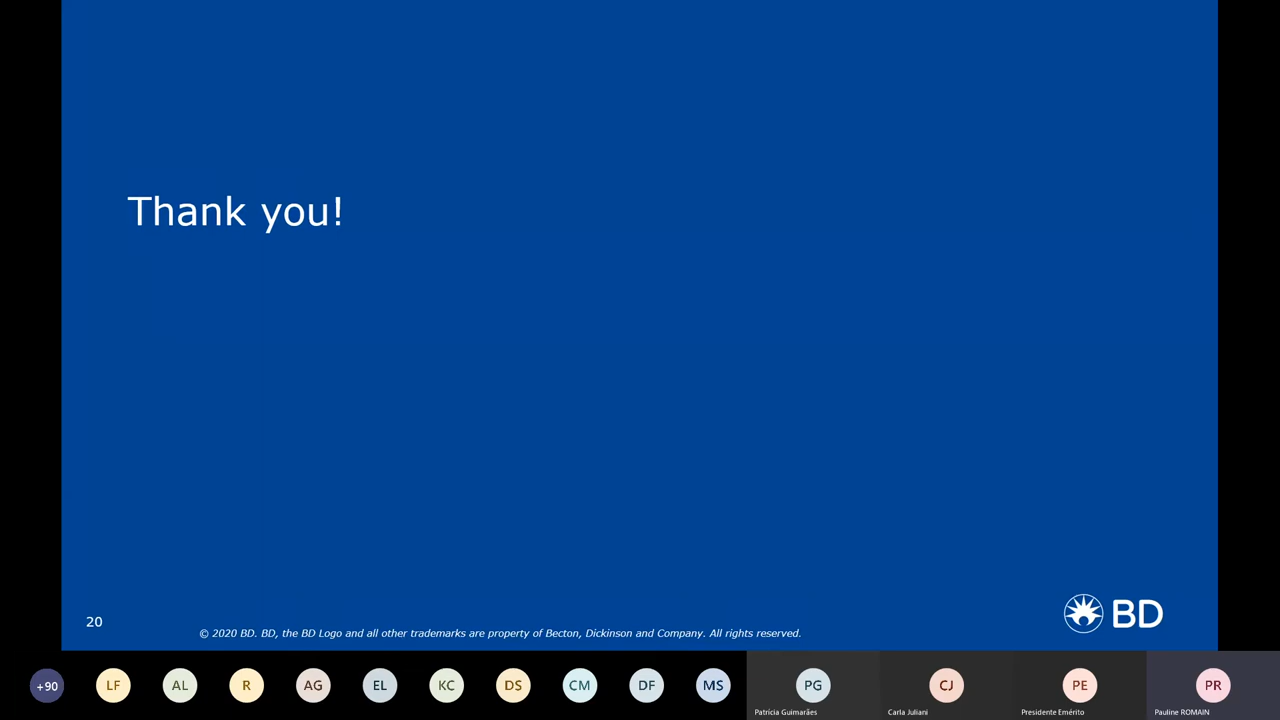 Thank you!
BD
20
© 2020 BD. BD, the BD Logo and all other trademarks are property of Becton, Dickinson and Company. All rights reserved.
+90
LF
AL
R
AG
EL
KC
DS
CM
DF
MS
PG
CJ
PE
PR
Patrícia Guimarães
Carla Juliani
Presidente Emérito
Pauline ROMAIN